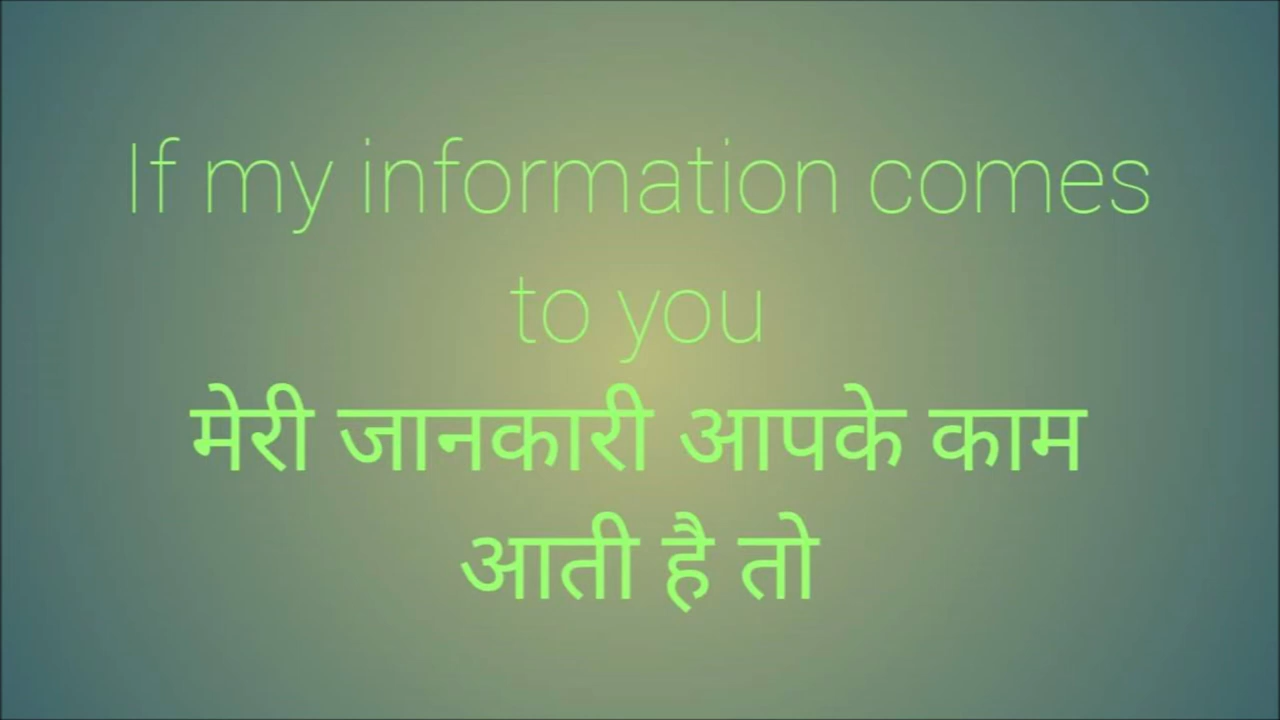 If my information comes
to you
मेरी जानकारी आपके काम
आती है तो